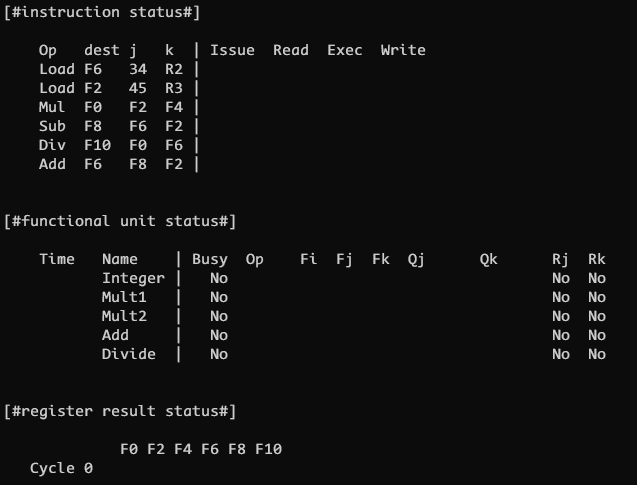 [#instruction status#]
Op dest j k | Issue Read Exec Write
Load F6 34 R2 |
Load F2 45 R3 |
Mul F0 F2 F4 |
Sub F8 F6 F2 |
Div F10 F0 F6 |
Add F6 F8 F2 |
[#functional unit status#]
Time Name | Busy Op Fi Fj Fk Qj Qk Rj Rk
Integer | No No No
Mult1 | No No No
Mult2 | No No No
Add | No No No
Divide | No No No
[#register result status#]
F0 F2 F4 F6 F8 F10
Cycle 0